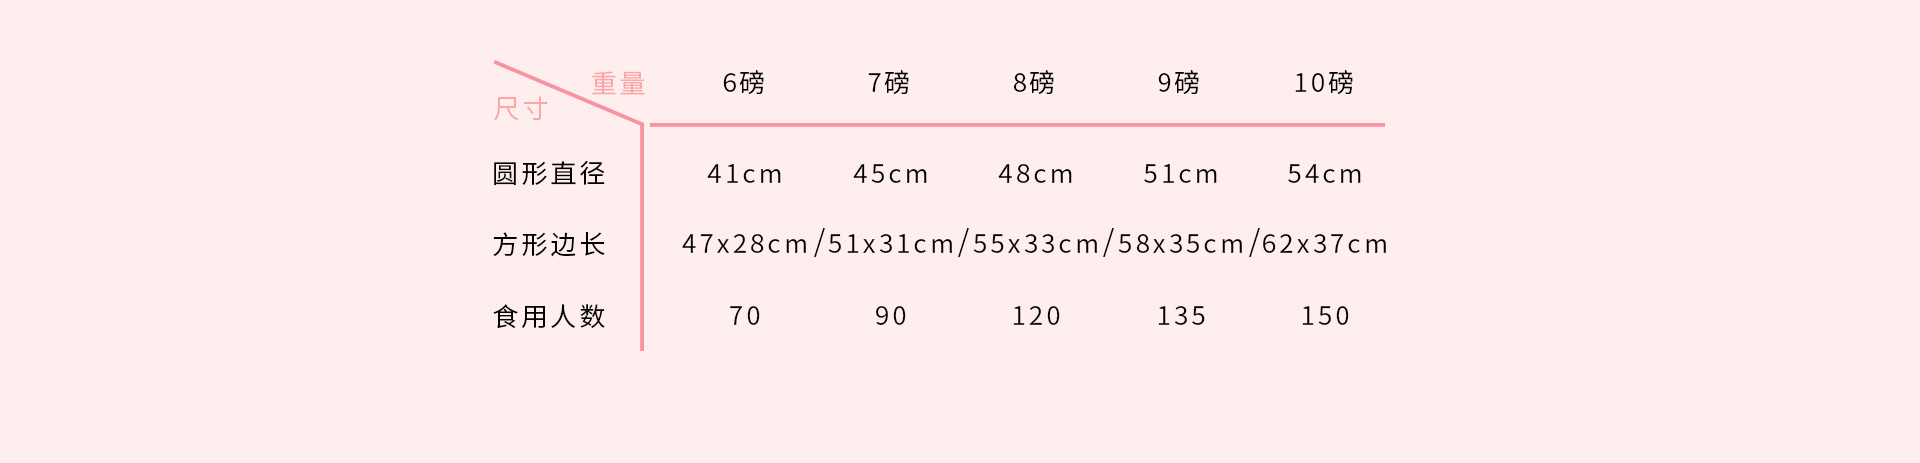 重量 6磅 7磅 8磅 9磅 10磅
尺寸
圆形直径 41cm 45cm 48cm 51cm 54cm
方形边长 47x28cm/51x31cm/55x33cm/58x35cm/62x37cm
食用人数 70 90 120 135 150